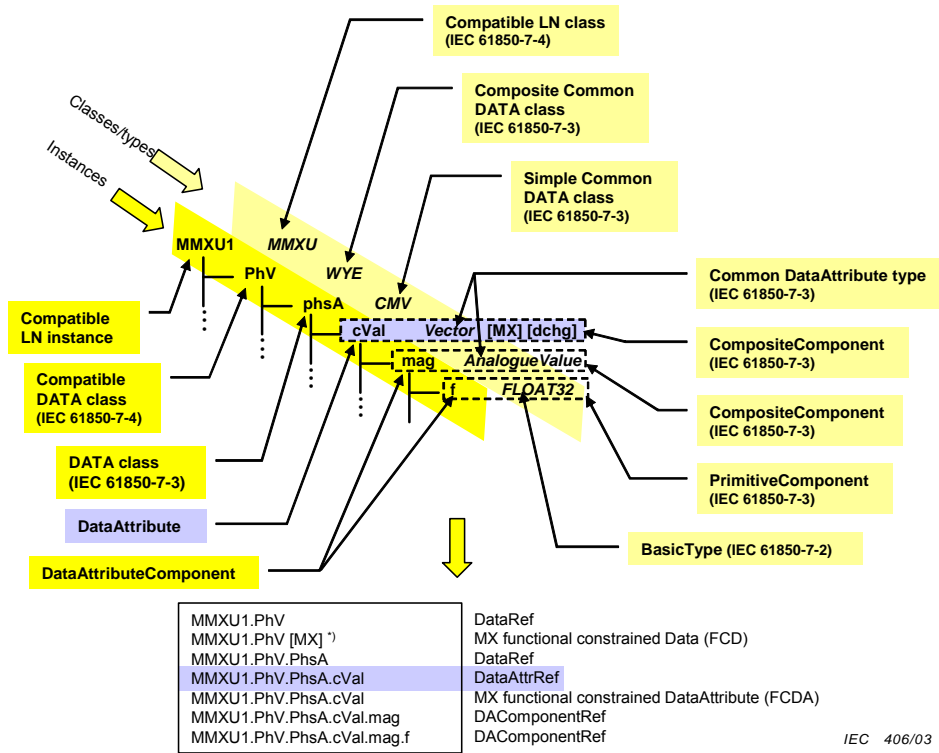 Compatible LN class
(IEC 61850-7-4)
Composite Common
DATA class
(IEC 61850-7-3)
Classes/types
Instances
Simple Common
DATA class
(IEC 61850-7-3)
MMXU1 MMXU
PhV WYE
phsA CMV
cVal Vector [MX] [dchg]
mag AnalogueValue
f FLOAT32
Common DataAttribute type
(IEC 61850-7-3)
CompositeComponent
(IEC 61850-7-3)
CompositeComponent
(IEC 61850-7-3)
PrimitiveComponent
(IEC 61850-7-3)
BasicType (IEC 61850-7-2)
Compatible
LN instance
Compatible
DATA class
(IEC 61850-7-4)
DATA class
(IEC 61850-7-3)
DataAttribute
DataAttributeComponent
MMXU1.PhV DataRef
MMXU1.PhV [MX] *) MX functional constrained Data (FCD)
MMXU1.PhV.PhsA DataRef
MMXU1.PhV.PhsA.cVal DataAttrRef
MMXU1.PhV.PhsA.cVal MX functional constrained DataAttribute (FCDA)
MMXU1.PhV.PhsA.cVal.mag DAComponentRef
MMXU1.PhV.PhsA.cVal.mag.f DAComponentRef
IEC 406/03